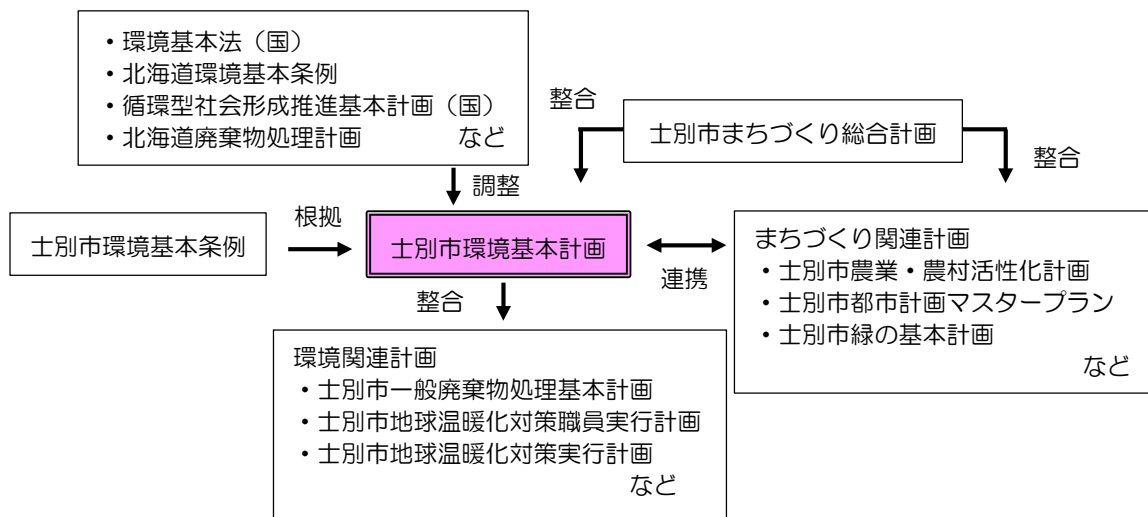 ・環境基本法（国）
・北海道環境基本条例
・循環型社会形成推進基本計画（国）
・北海道廃棄物処理計画　など
整合
士別市まちづくり総合計画
整合
調整
士別市環境基本条例
根拠
士別市環境基本計画
連携
まちづくり関連計画
・士別市農業・農村活性化計画
・士別市都市計画マスタープラン
・士別市緑の基本計画
など
整合
環境関連計画
・士別市一般廃棄物処理基本計画
・士別市地球温暖化対策職員実行計画
・士別市地球温暖化対策実行計画
など